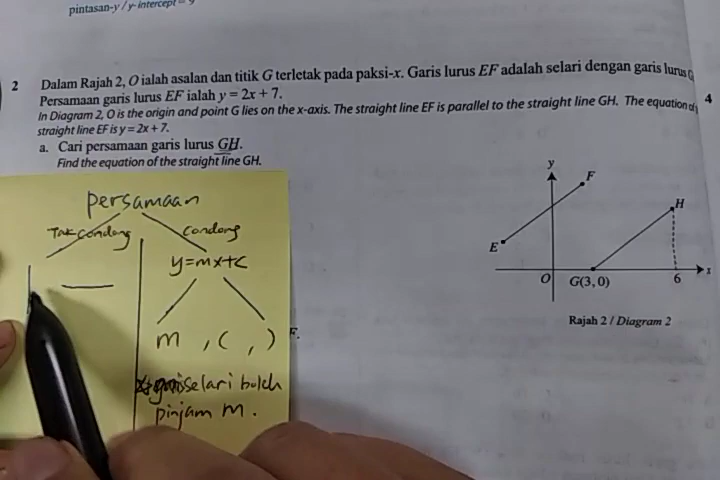 pintasan-y / y-intercept = 9
2 Dalam Rajah 2, O ialah asalan dan titik G terletak pada paksi-x. Garis lurus EF adalah selari dengan garis lurus
Persamaan garis lurus EF ialah y = 2x + 7.
In Diagram 2, O is the origin and point G lies on the x-axis. The straight line EF is parallel to the straight line GH. The equation of
straight line EF is y = 2x + 7.
4
a. Cari persamaan garis lurus GH.
Find the equation of the straight line GH.
persamaan
Tak condong
condong
y=mx+c
m , ( , )
selari boleh
pinjam m.
y
F
H
E
O
G(3, 0)
6
x
Rajah 2 / Diagram 2